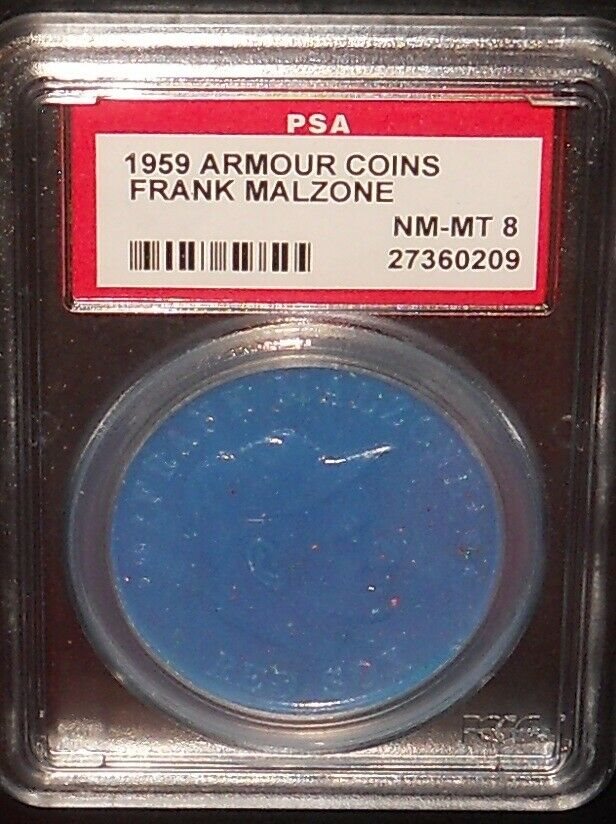 PSA
1959 ARMOUR COINS
FRANK MALZONE
NM-MT 8
27360209